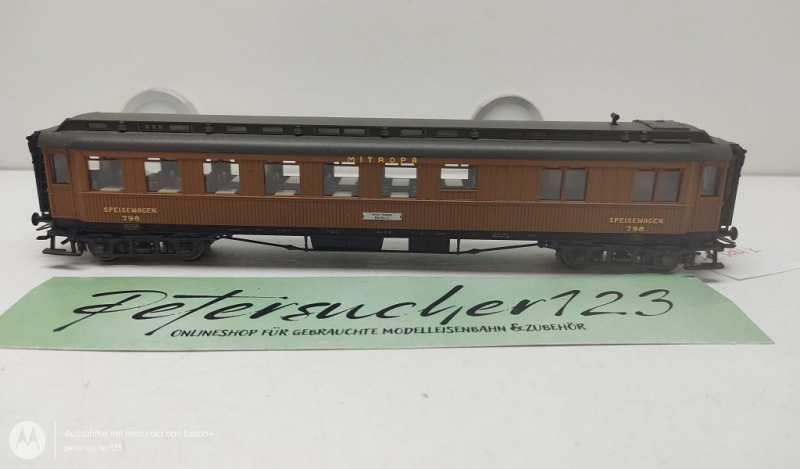 MITROPA
SPEISEWAGEN
798
SPEISEWAGEN
798
Petersucher123
ONLINESHOP FÜR GEBRAUCHTE MODELLEISENBAHN & ZUBEHÖR
Aufnahme mit motorola one fusion+
petersucher123